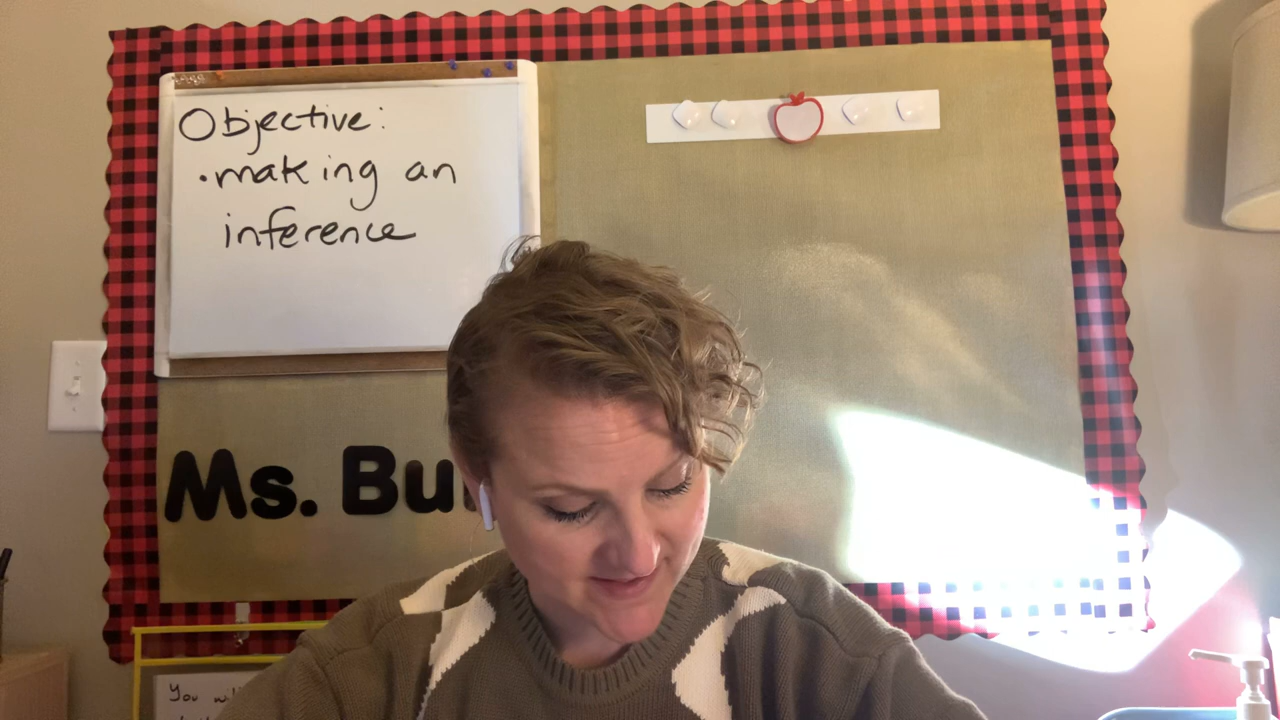 Objective:
• making an
inference
Ms. Bu
You